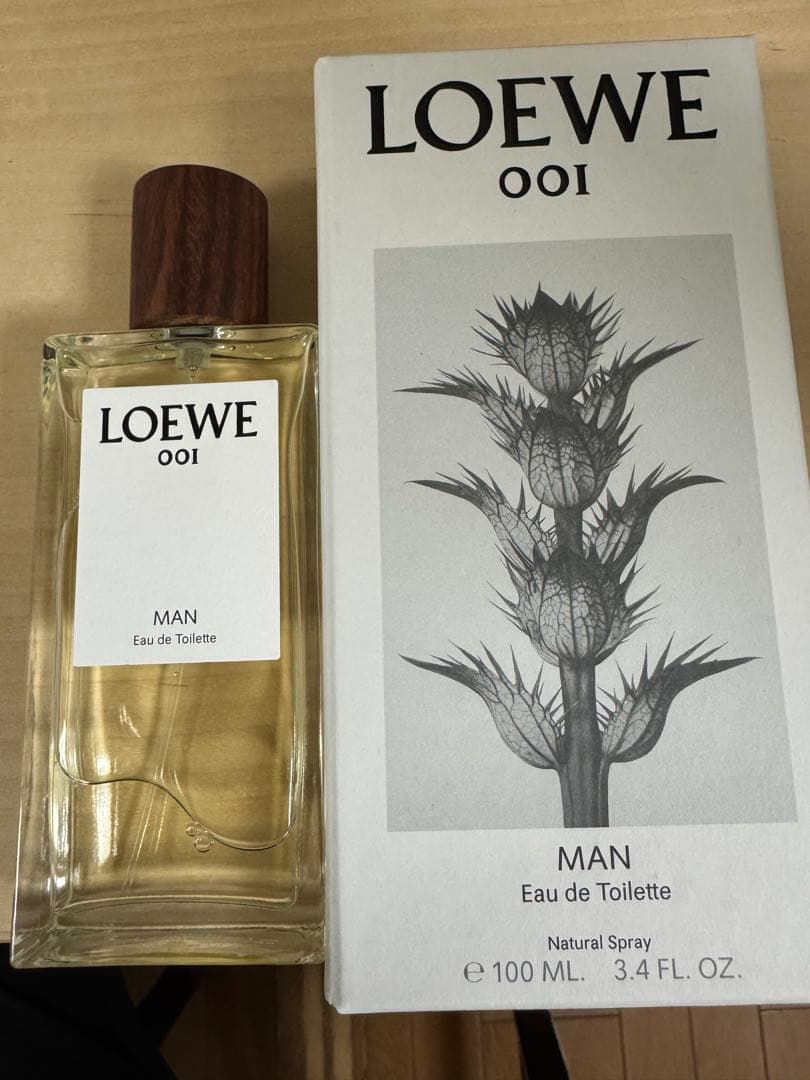 LOEWE
001
MAN
Eau de Toilette
LOEWE
001
MAN
Eau de Toilette
Natural Spray
℮ 100 ML. 3.4 FL. OZ.